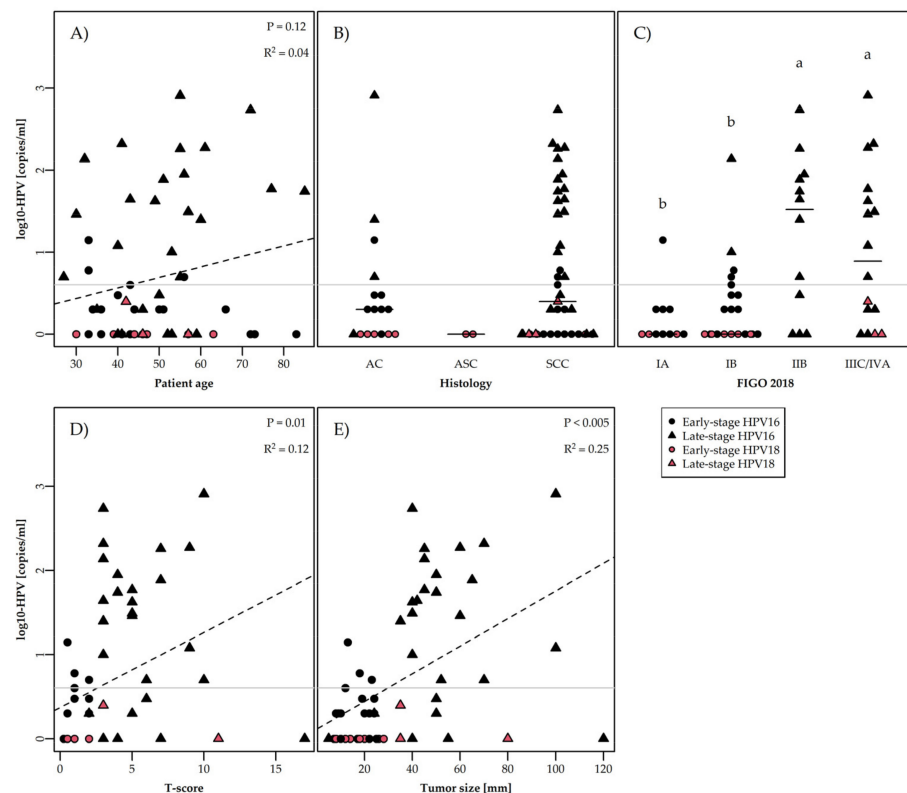 A)
P = 0.12
R² = 0.04
B)
C)
a
a
b
b
log10-HPV [copies/ml]
3
2
1
0
30 40 50 60 70 80
AC ASC SCC
IA IB IIB IIIC/IVA
Patient age
Histology
FIGO 2018
D)
P = 0.01
R² = 0.12
E)
P < 0.005
R² = 0.25
Early-stage HPV16
Late-stage HPV16
Early-stage HPV18
Late-stage HPV18
log10-HPV [copies/ml]
3
2
1
0
0 5 10 15
20 40 60 80 100 120
T-score
Tumor size [mm]